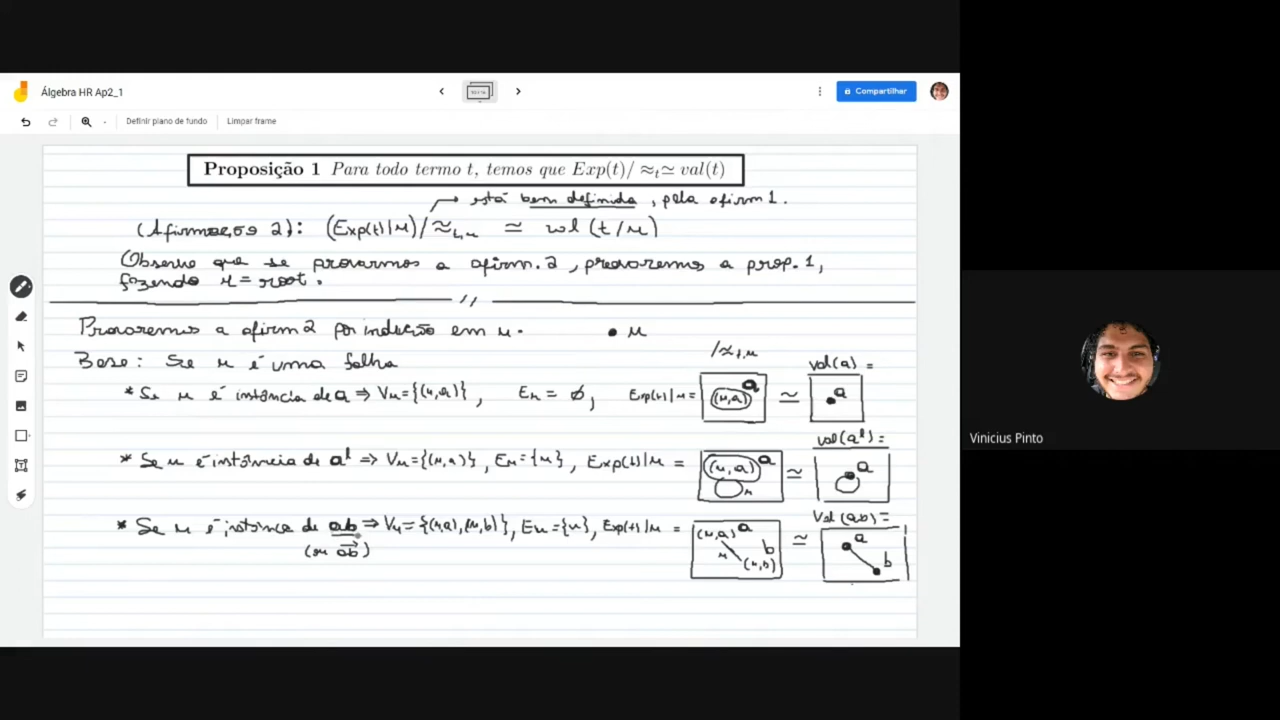 Álgebra HR Ap2_1
Compartilhar
Definir plano de fundo Limpar frame
Proposição 1 Para todo termo t, temos que Exp(t)/ ≈t≃ val(t)
↦ está bem definida, pela afirm 1.
(Afirmação 2): (Exp(t)|u)/≈t,u ≃ val (t/u)
Observe que se provarmos a afirm. 2, provaremos a prop. 1,
fazendo u = root.
//
Provaremos a afirm 2 por indução em u. • u
Base: Se u é uma folha
/≈t,u val(a) =
* Se u é instância de a ⇒ Vu = {(u,a)}, Eu = ∅, Exp(t)|u = (u,a) a ≃ a
val(aˡ) =
* Se u é instância de aˡ ⇒ Vu = {(u,a)}, Eu = {u}, Exp(t)|u = (u,a) a u ≃ a
Val (ab) =
* Se u é instância de ab ⇒ Vu = {(u,a), (u,b)}, Eu = {u}, Exp(t)|u = (u,a) a u b (u,b) ≃ a b
(ou ab→)
Vinicius Pinto